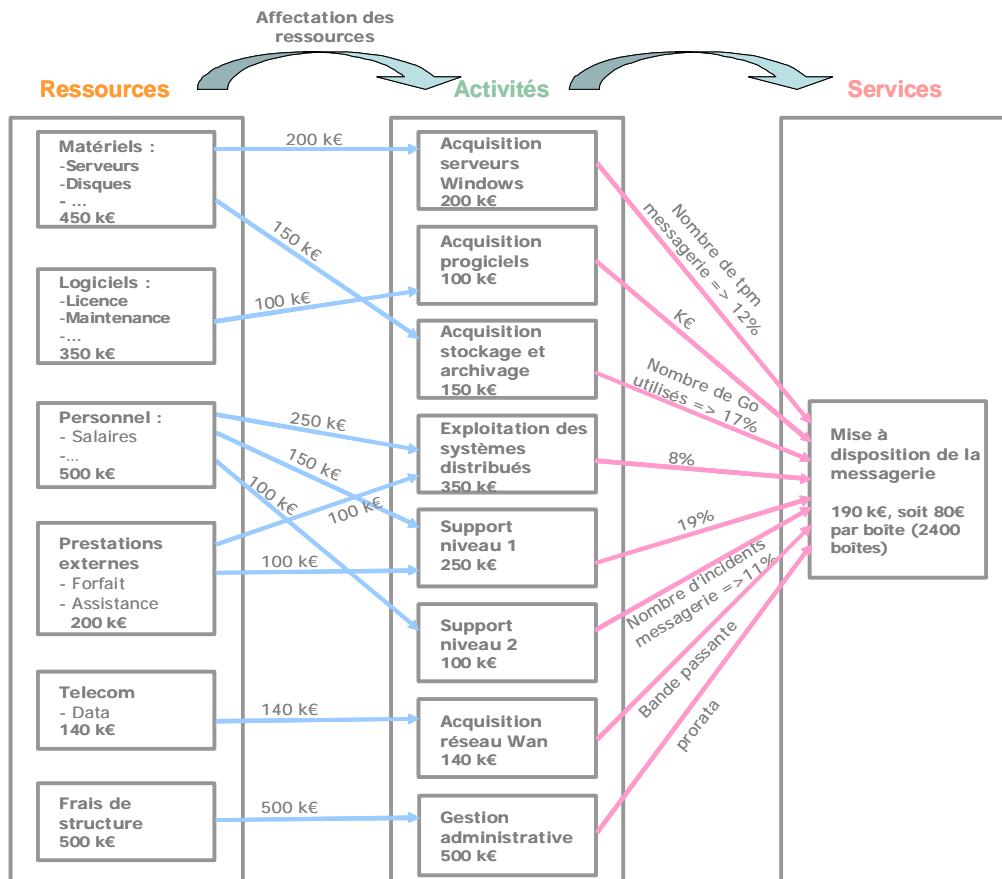 Affectation des
ressources
Ressources
Activités
Services
Matériels :
-Serveurs
-Disques
- ...
450 k€
Logiciels :
-Licence
-Maintenance
-...
350 k€
Personnel :
- Salaires
-...
500 k€
Prestations
externes
- Forfait
- Assistance
200 k€
Telecom
- Data
140 k€
Frais de
structure
500 k€
200 k€
150 k€
100 k€
250 k€
150 k€
100 k€
100 k€
100 k€
140 k€
500 k€
Acquisition
serveurs
Windows
200 k€
Acquisition
progiciels
100 k€
Acquisition
stockage et
archivage
150 k€
Exploitation des
systèmes
distribués
350 k€
Support
niveau 1
250 k€
Support
niveau 2
100 k€
Acquisition
réseau Wan
140 k€
Gestion
administrative
500 k€
Nombre de tpm
messagerie => 12%
K€
Nombre de Go
utilisés => 17%
8%
19%
Nombre d'incidents
messagerie =>11%
Bande passante
prorata
Mise à
disposition de la
messagerie
190 k€, soit 80€
par boîte (2400
boîtes)